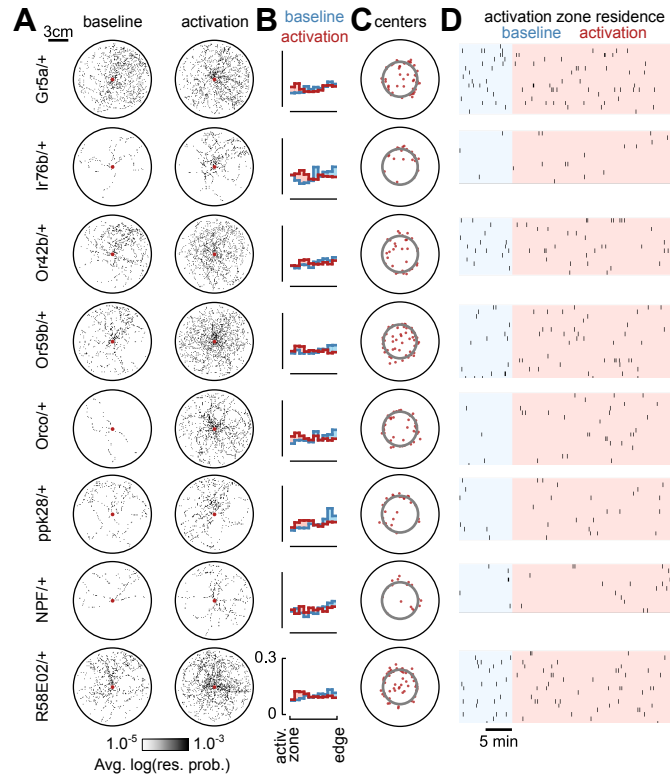 A
3cm
baseline
activation
B
baseline
activation
C
centers
D
activation zone residence
baseline
activation
Gr5a/+
Ir76b/+
Or42b/+
Or59b/+
Orco/+
ppk28/+
NPF/+
R58E02/+
0.3
0
activ.
zone
edge
5 min
1.0⁻⁵
1.0⁻³
Avg. log(res. prob.)